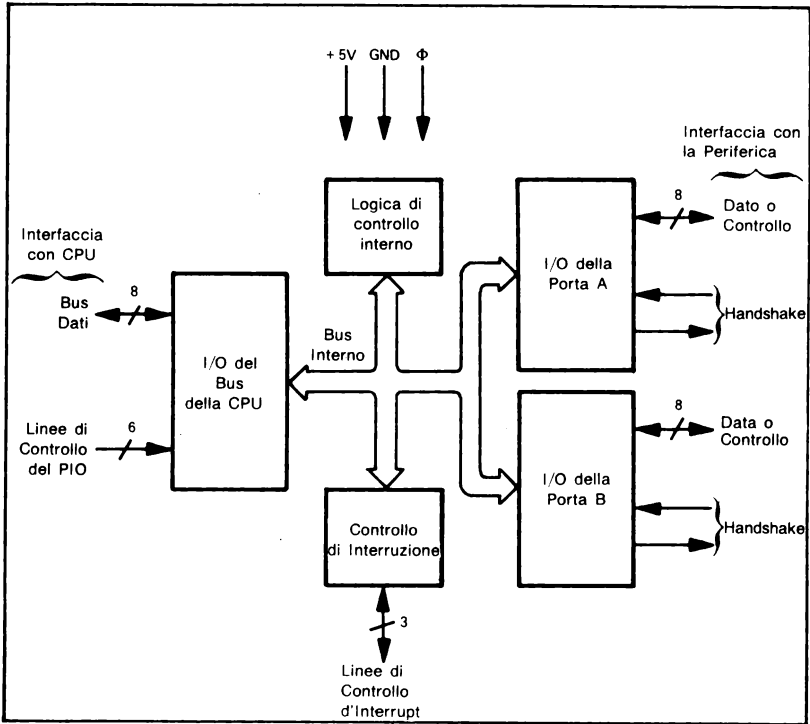 + 5V GND Φ
Interfaccia con
la Periferica
Logica di
controllo
interno
8
Dato o
Controllo
Interfaccia
con CPU
I/O della
Porta A
Bus
Dati
8
Handshake
Bus
Interno
I/O del
Bus
della CPU
Linee di
Controllo
del PIO
6
8
Data o
Controllo
I/O della
Porta B
Controllo
di Interruzione
Handshake
3
Linee di
Controllo
d'Interrupt